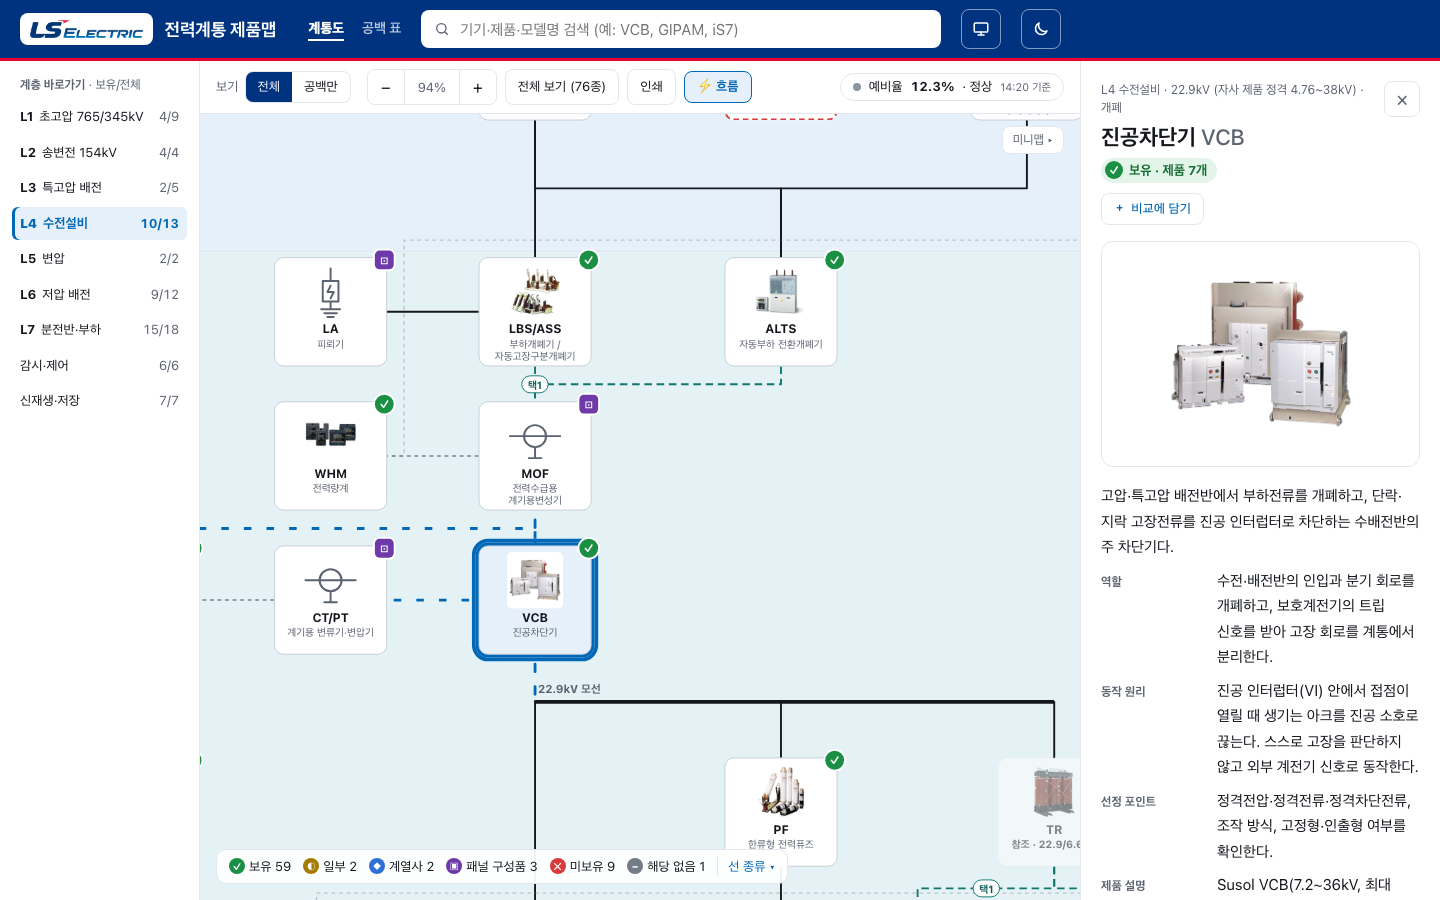 LS ELECTRIC
전력계통 제품맵
계통도
공백 표
기기·제품·모델명 검색 (예: VCB, GIPAM, iS7)
계층 바로가기 · 보유/전체
L1 초고압 765/345kV 4/9
L2 송변전 154kV 4/4
L3 특고압 배전 2/5
L4 수전설비 10/13
L5 변압 2/2
L6 저압 배전 9/12
L7 분전반·부하 15/18
감시·제어 6/6
신재생·저장 7/7
보기
전체
공백만
− 94% +
전체 보기 (76종)
인쇄
⚡ 흐름
예비율 12.3% · 정상 14:20 기준
미니맵 ▸
LA
피뢰기
LBS/ASS
부하개폐기 /
자동고장구분개폐기
ALTS
자동부하 전환개폐기
택1
WHM
전력량계
MOF
전력수급용
계기용변성기
CT/PT
계기용 변류기·변압기
VCB
진공차단기
22.9kV 모선
PF
한류형 전력퓨즈
TR
참조 · 22.9/6.6
택1
보유 59
일부 2
계열사 2
패널 구성품 3
미보유 9
해당 없음 1
선 종류 ▾
L4 수전설비 · 22.9kV (자사 제품 정격 4.76~38kV) ·
개폐
진공차단기 VCB
보유 · 제품 7개
+ 비교에 담기
고압·특고압 배전반에서 부하전류를 개폐하고, 단락·
지락 고장전류를 진공 인터럽터로 차단하는 수배전반의
주 차단기다.
역할
수전·배전반의 인입과 분기 회로를
개폐하고, 보호계전기의 트립
신호를 받아 고장 회로를 계통에서
분리한다.
동작 원리
진공 인터럽터(VI) 안에서 접점이
열릴 때 생기는 아크를 진공 소호로
끊는다. 스스로 고장을 판단하지
않고 외부 계전기 신호로 동작한다.
선정 포인트
정격전압·정격전류·정격차단전류,
조작 방식, 고정형·인출형 여부를
확인한다.
제품 설명
Susol VCB(7.2~36kV, 최대